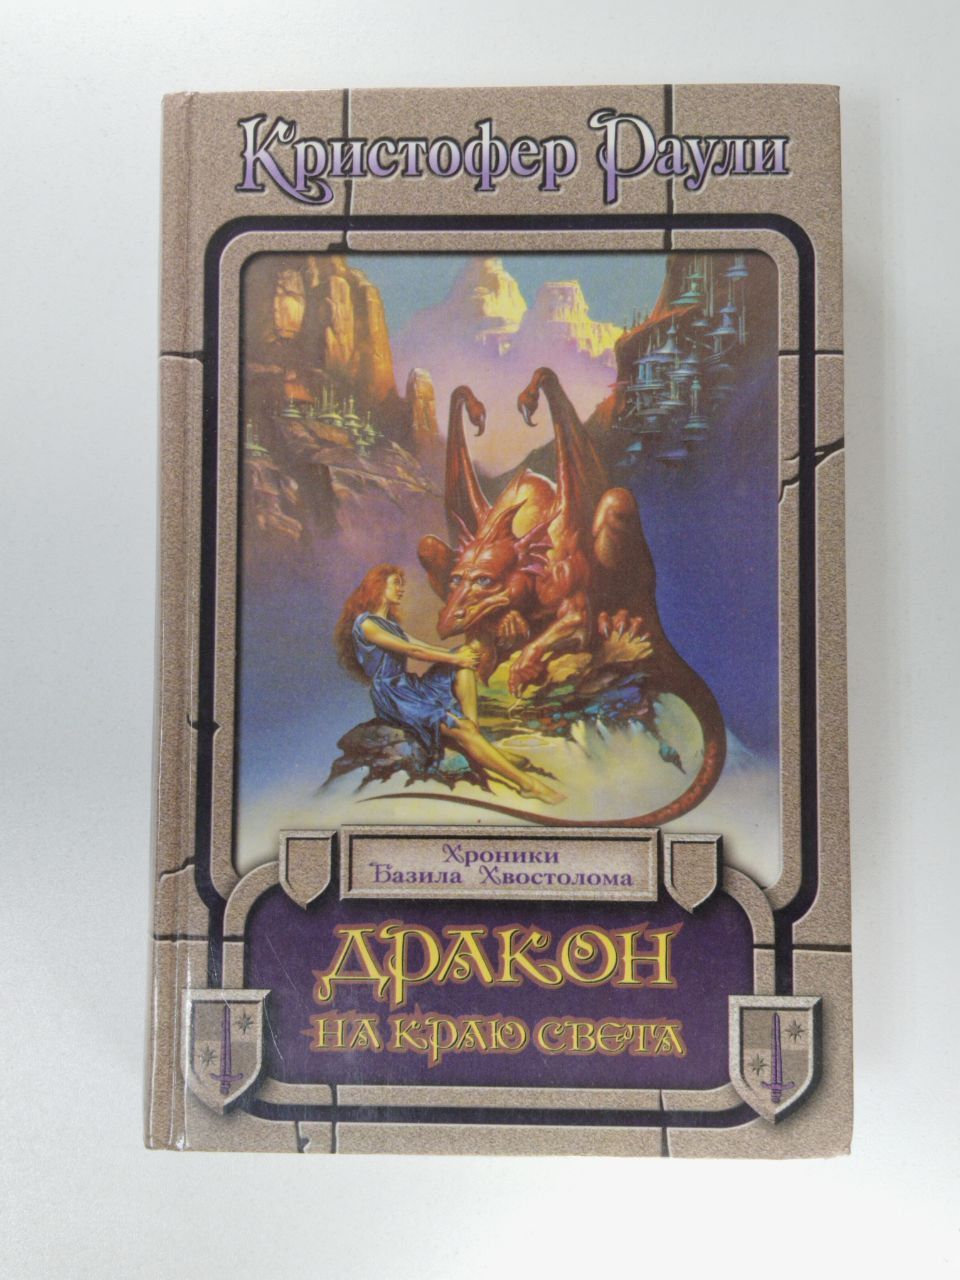 Кристофер Раули
Хроники
Базила Хвостолома
ДРАКОН
НА КРАЮ СВЕТА